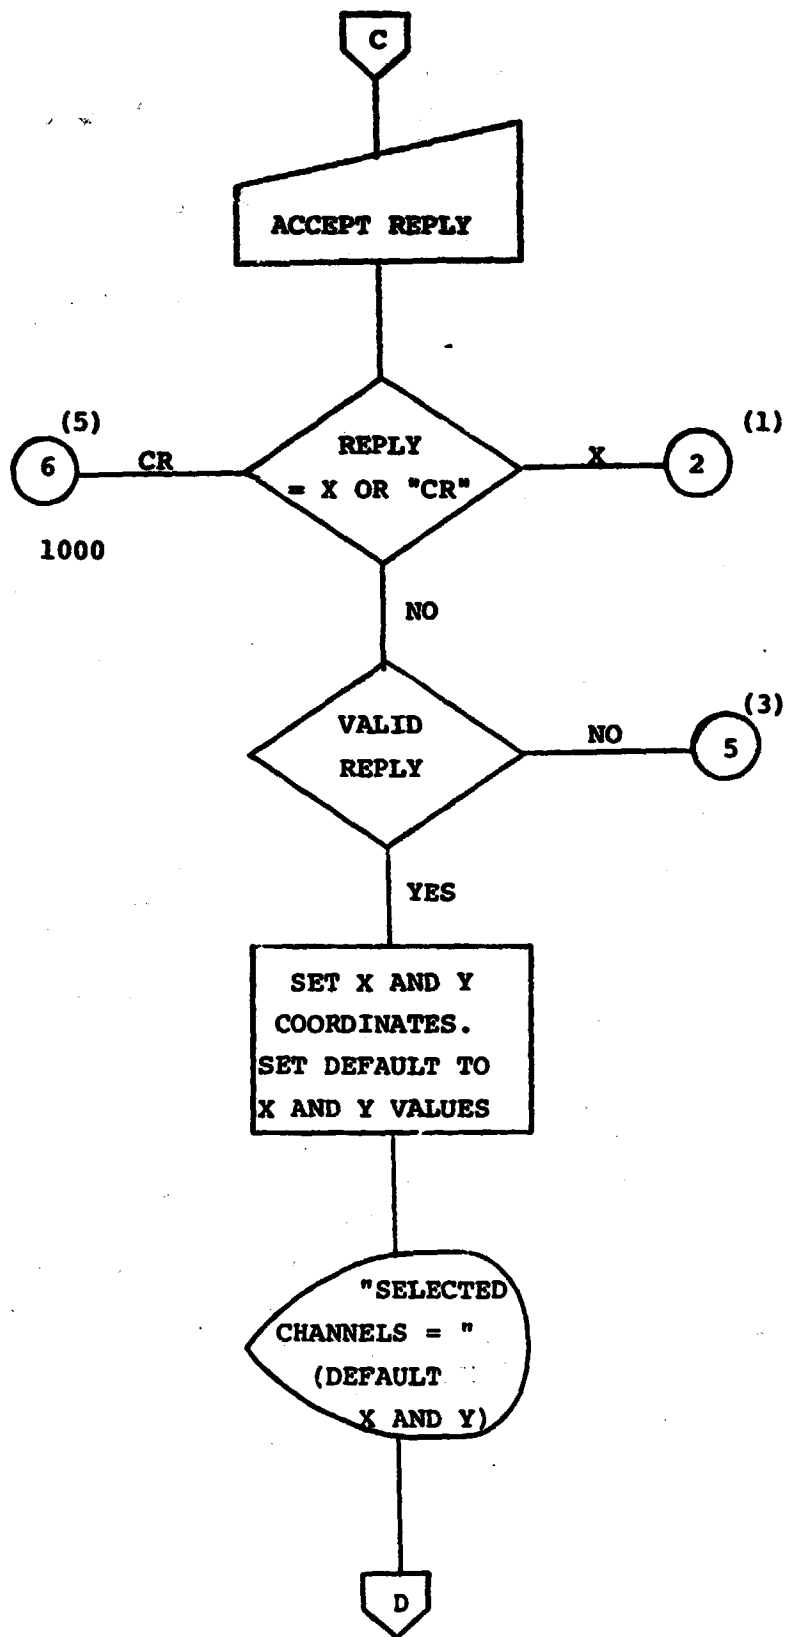 C
ACCEPT REPLY
(5)
(1)
6
CR
REPLY
= X OR "CR"
X
2
1000
NO
(3)
VALID
REPLY
NO
5
YES
SET X AND Y
COORDINATES.
SET DEFAULT TO
X AND Y VALUES
"SELECTED
CHANNELS = "
(DEFAULT
X AND Y)
D